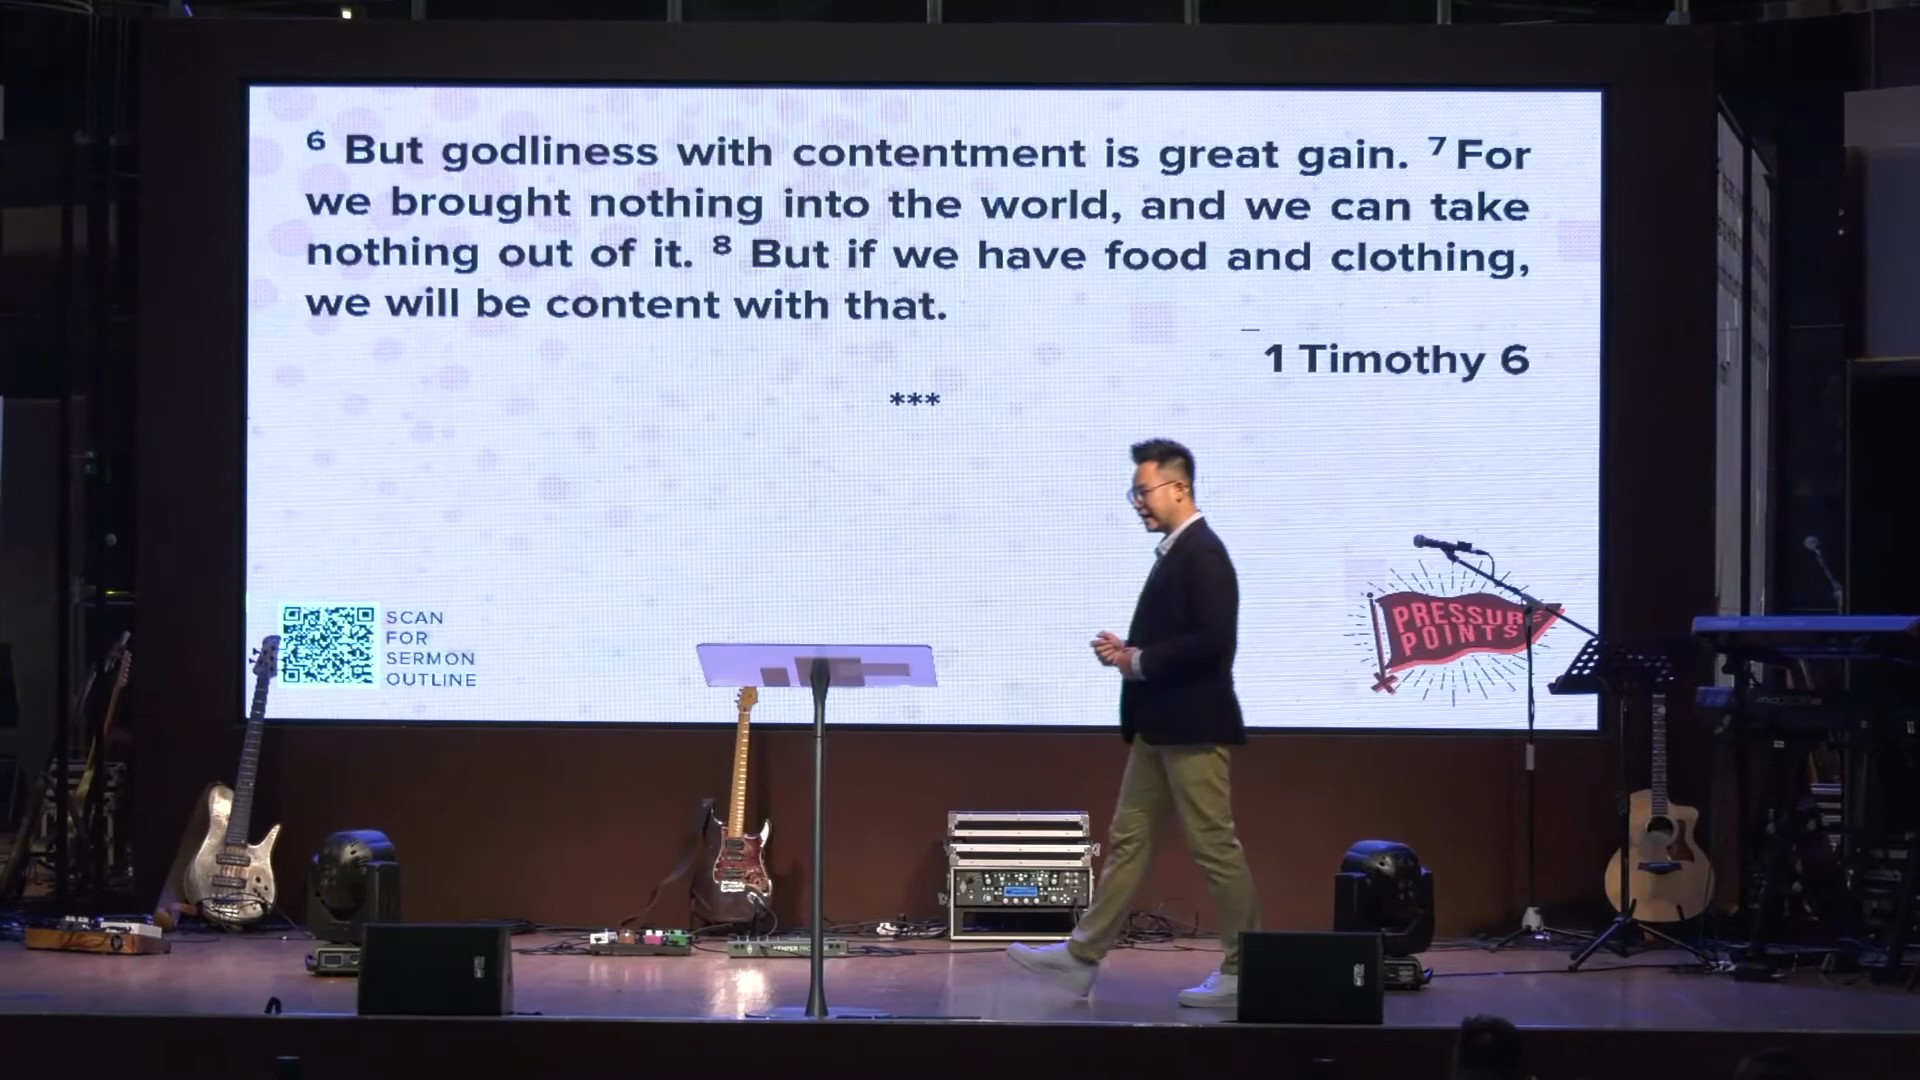 ⁶ But godliness with contentment is great gain. ⁷ For
we brought nothing into the world, and we can take
nothing out of it. ⁸ But if we have food and clothing,
we will be content with that.
1 Timothy 6
***
SCAN
FOR
SERMON
OUTLINE
PRESSURE
POINTS